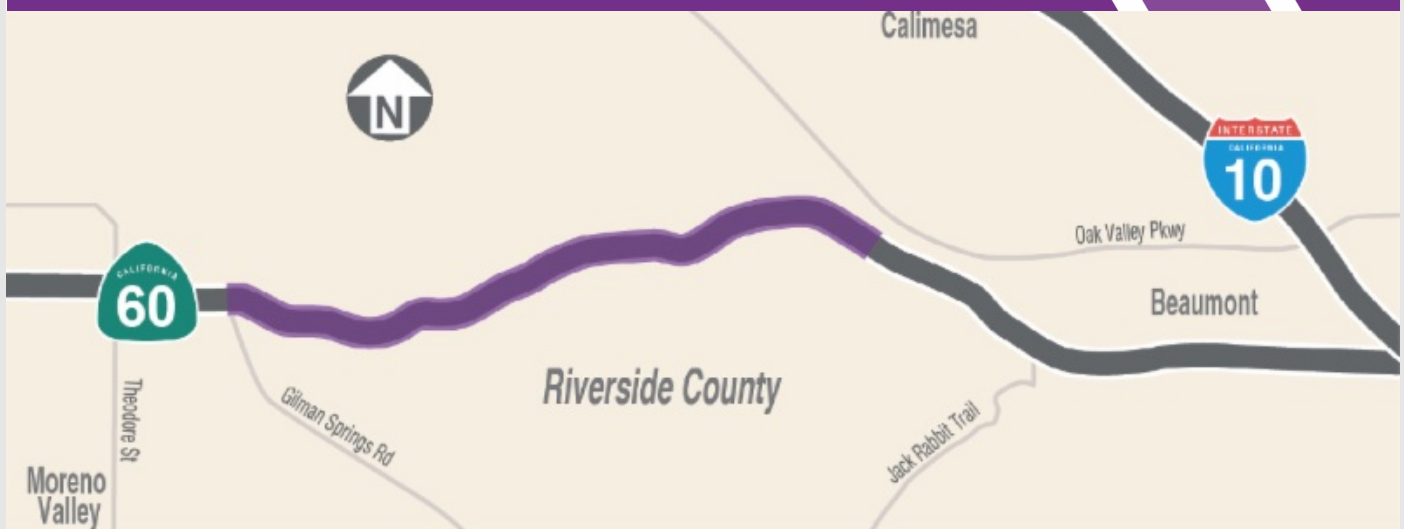 Calimesa
N
INTERSTATE
CALIFORNIA
10
Oak Valley Pkwy
CALIFORNIA
60
Beaumont
Riverside County
Theodore St
Gilman Springs Rd
Jack Rabbit Trail
Moreno
Valley